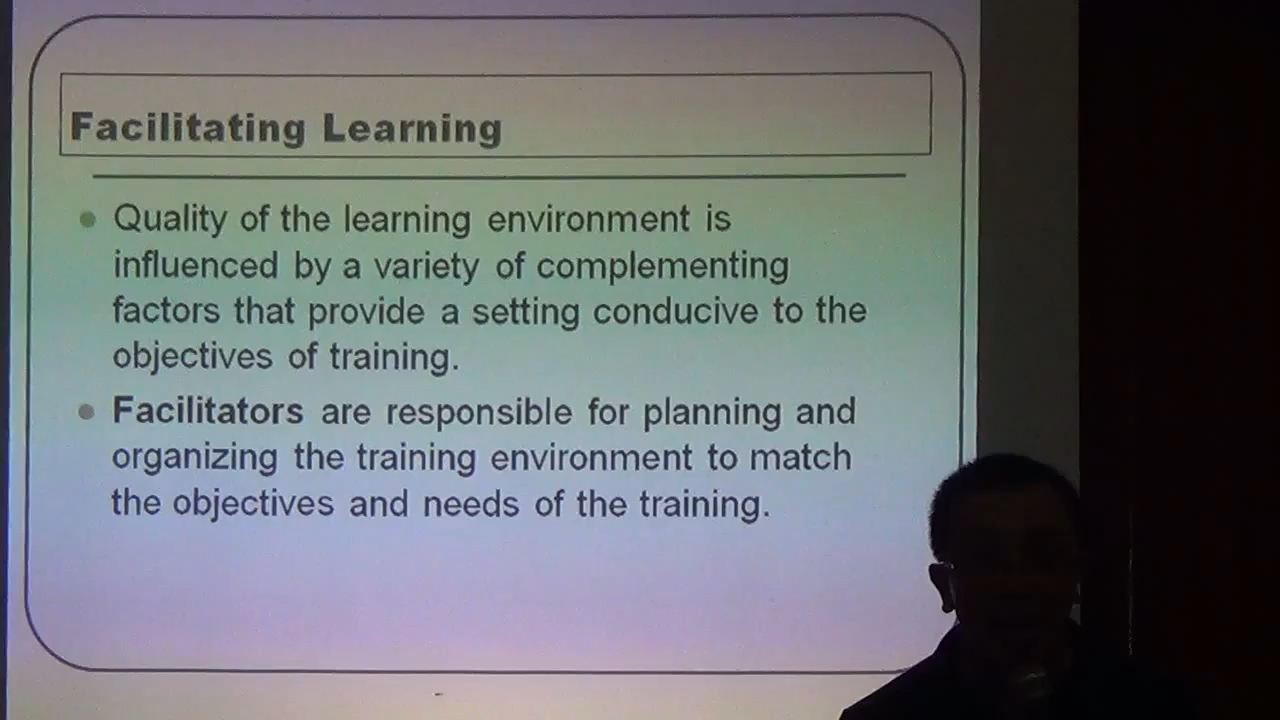 Facilitating Learning
Quality of the learning environment is
influenced by a variety of complementing
factors that provide a setting conducive to the
objectives of training.
Facilitators are responsible for planning and
organizing the training environment to match
the objectives and needs of the training.